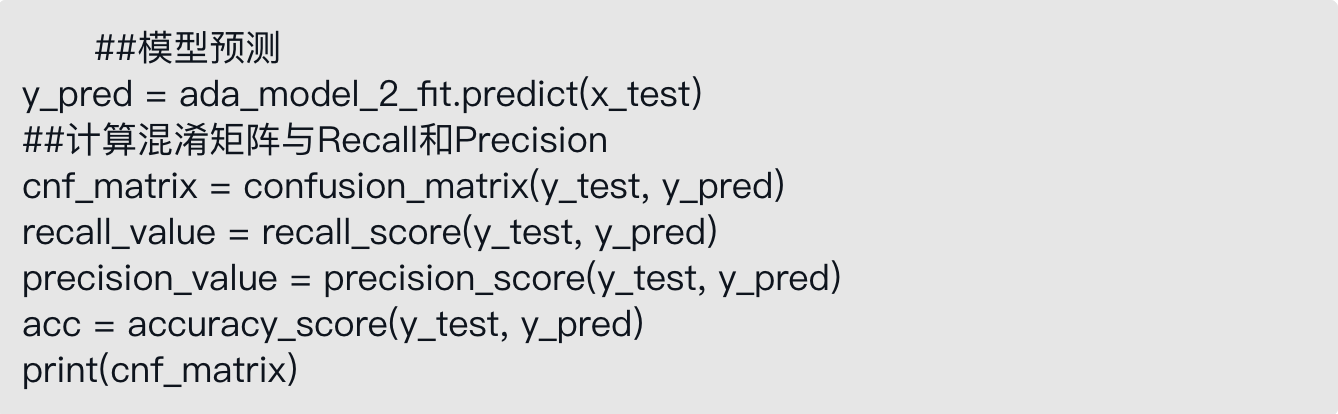 ##模型预测
y_pred = ada_model_2_fit.predict(x_test)
##计算混淆矩阵与Recall和Precision
cnf_matrix = confusion_matrix(y_test, y_pred)
recall_value = recall_score(y_test, y_pred)
precision_value = precision_score(y_test, y_pred)
acc = accuracy_score(y_test, y_pred)
print(cnf_matrix)